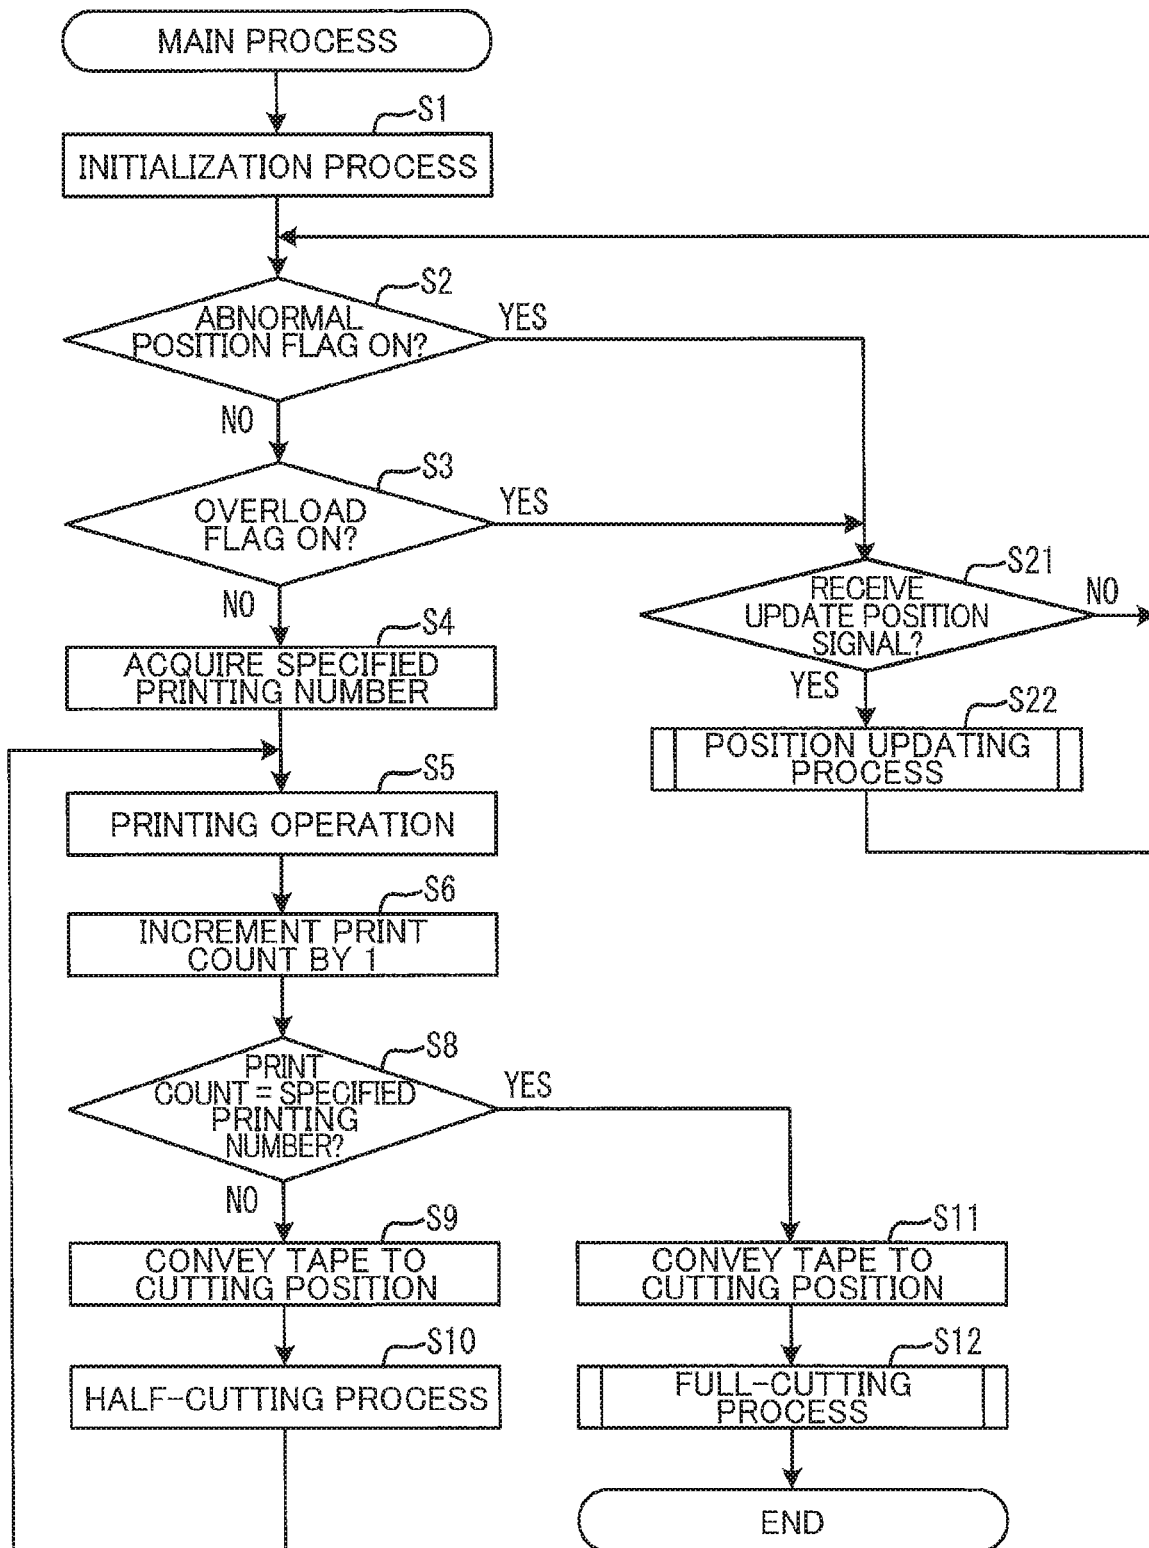 MAIN PROCESS
S1
INITIALIZATION PROCESS
S2
ABNORMAL
POSITION FLAG ON?
YES
NO
S3
OVERLOAD
FLAG ON?
YES
NO
S21
RECEIVE
UPDATE POSITION
SIGNAL?
NO
YES
S4
ACQUIRE SPECIFIED
PRINTING NUMBER
S22
POSITION UPDATING
PROCESS
S5
PRINTING OPERATION
S6
INCREMENT PRINT
COUNT BY 1
S8
PRINT
COUNT = SPECIFIED
PRINTING
NUMBER?
YES
NO
S9
CONVEY TAPE TO
CUTTING POSITION
S11
CONVEY TAPE TO
CUTTING POSITION
S10
HALF-CUTTING PROCESS
S12
FULL-CUTTING
PROCESS
END